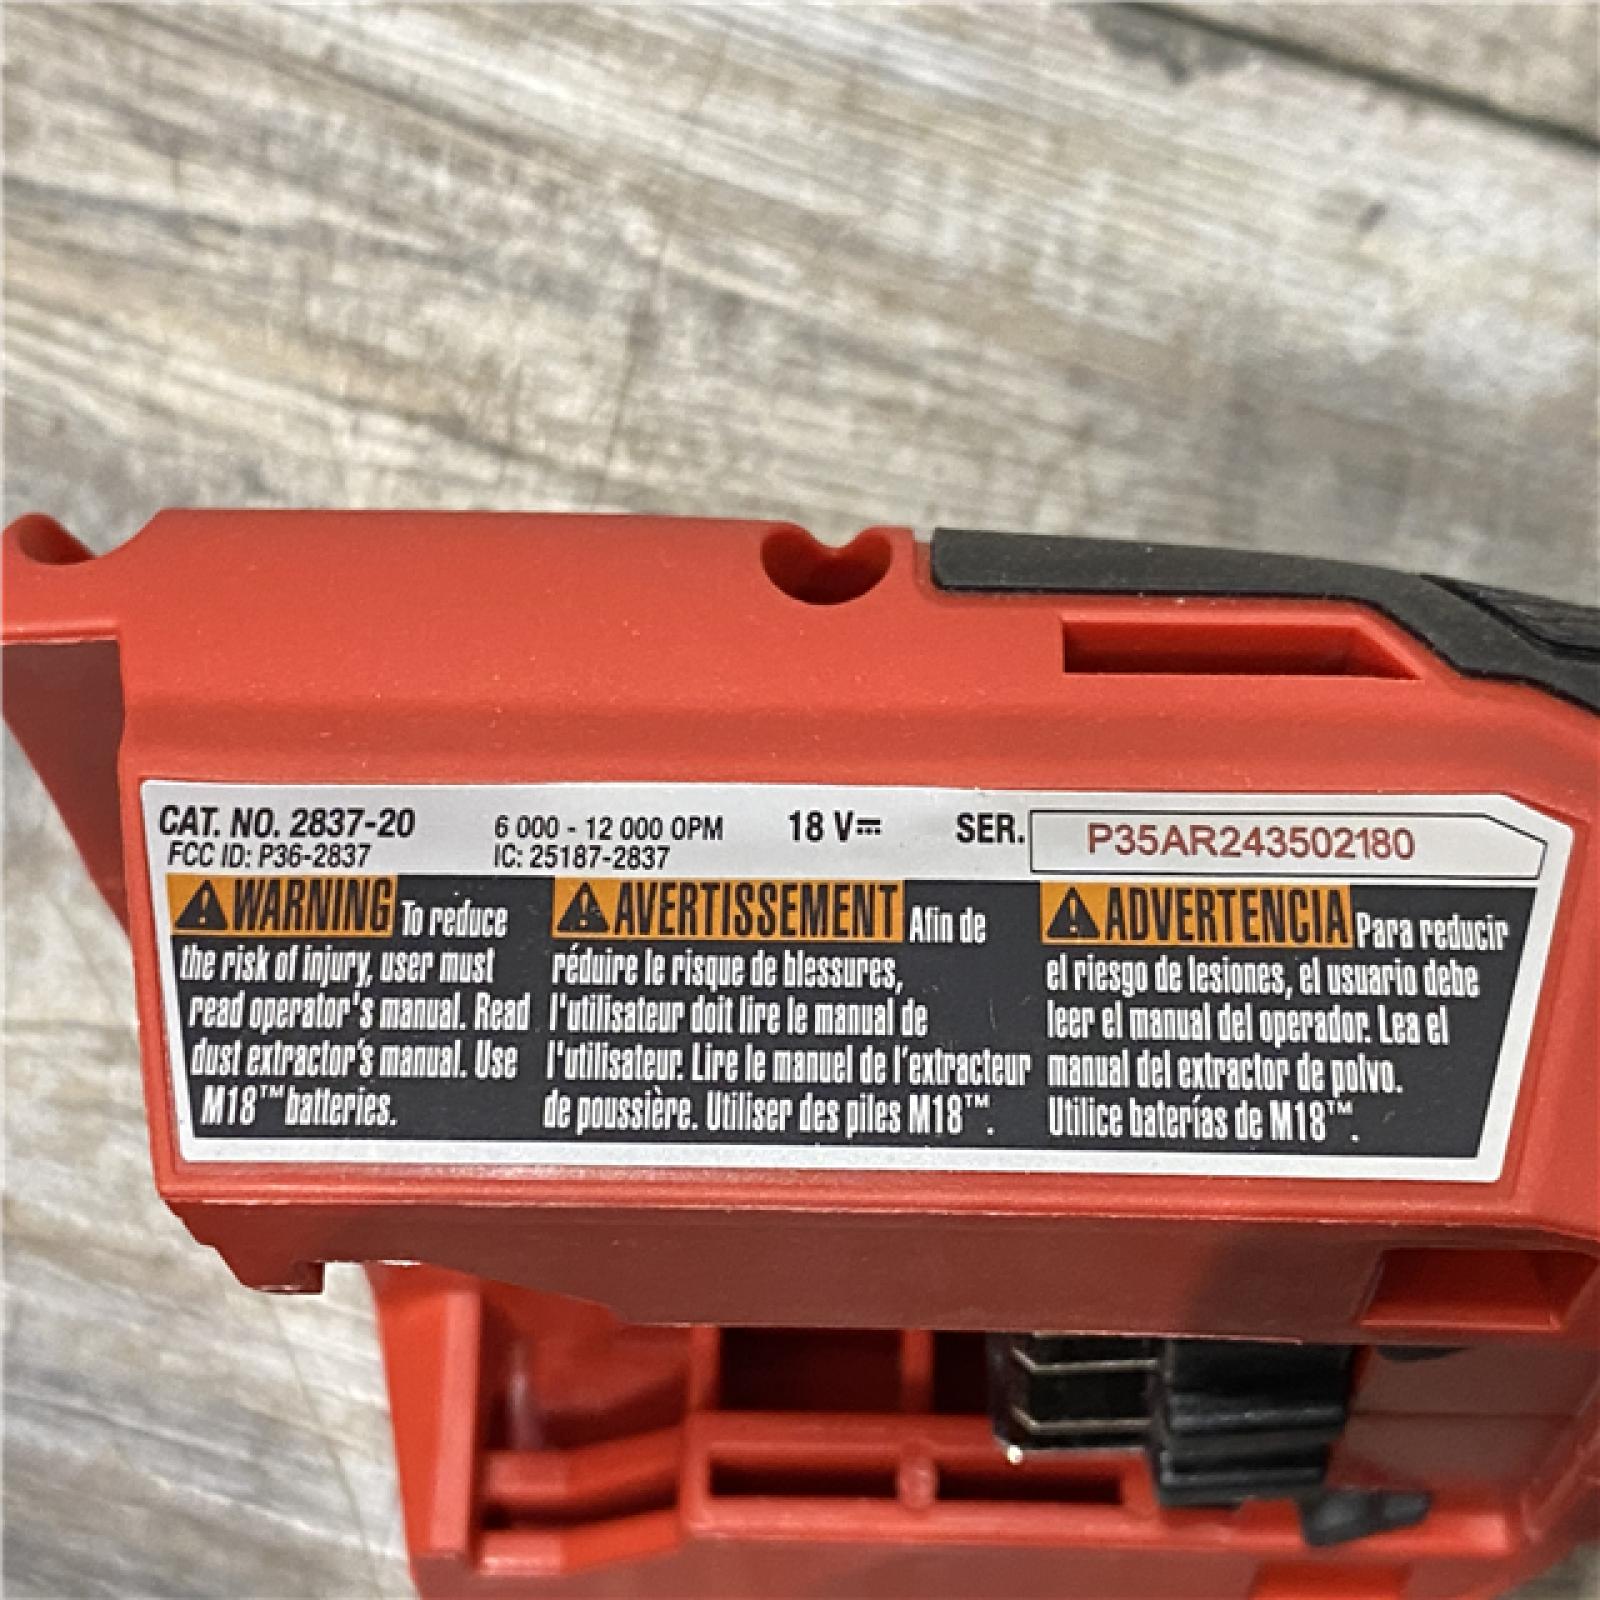 CAT. NO. 2837-20 6 000 - 12 000 OPM 18 V⎓ SER. P35AR243502180
FCC ID: P36-2837 IC: 25187-2837
⚠WARNING To reduce
the risk of injury, user must
read operator's manual. Read
dust extractor's manual. Use
M18™ batteries.
⚠AVERTISSEMENT Afin de
réduire le risque de blessures,
l'utilisateur doit lire le manual de
l'utilisateur. Lire le manuel de l'extracteur
de poussière. Utiliser des piles M18™.
⚠ADVERTENCIA Para reducir
el riesgo de lesiones, el usuario debe
leer el manual del operador. Lea el
manual del extractor de polvo.
Utilice baterías de M18™.